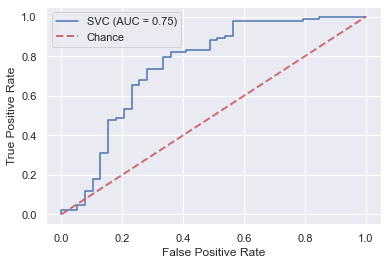 SVC (AUC = 0.75)
Chance
True Positive Rate
1.0
0.8
0.6
0.4
0.2
0.0
0.0 0.2 0.4 0.6 0.8 1.0
False Positive Rate